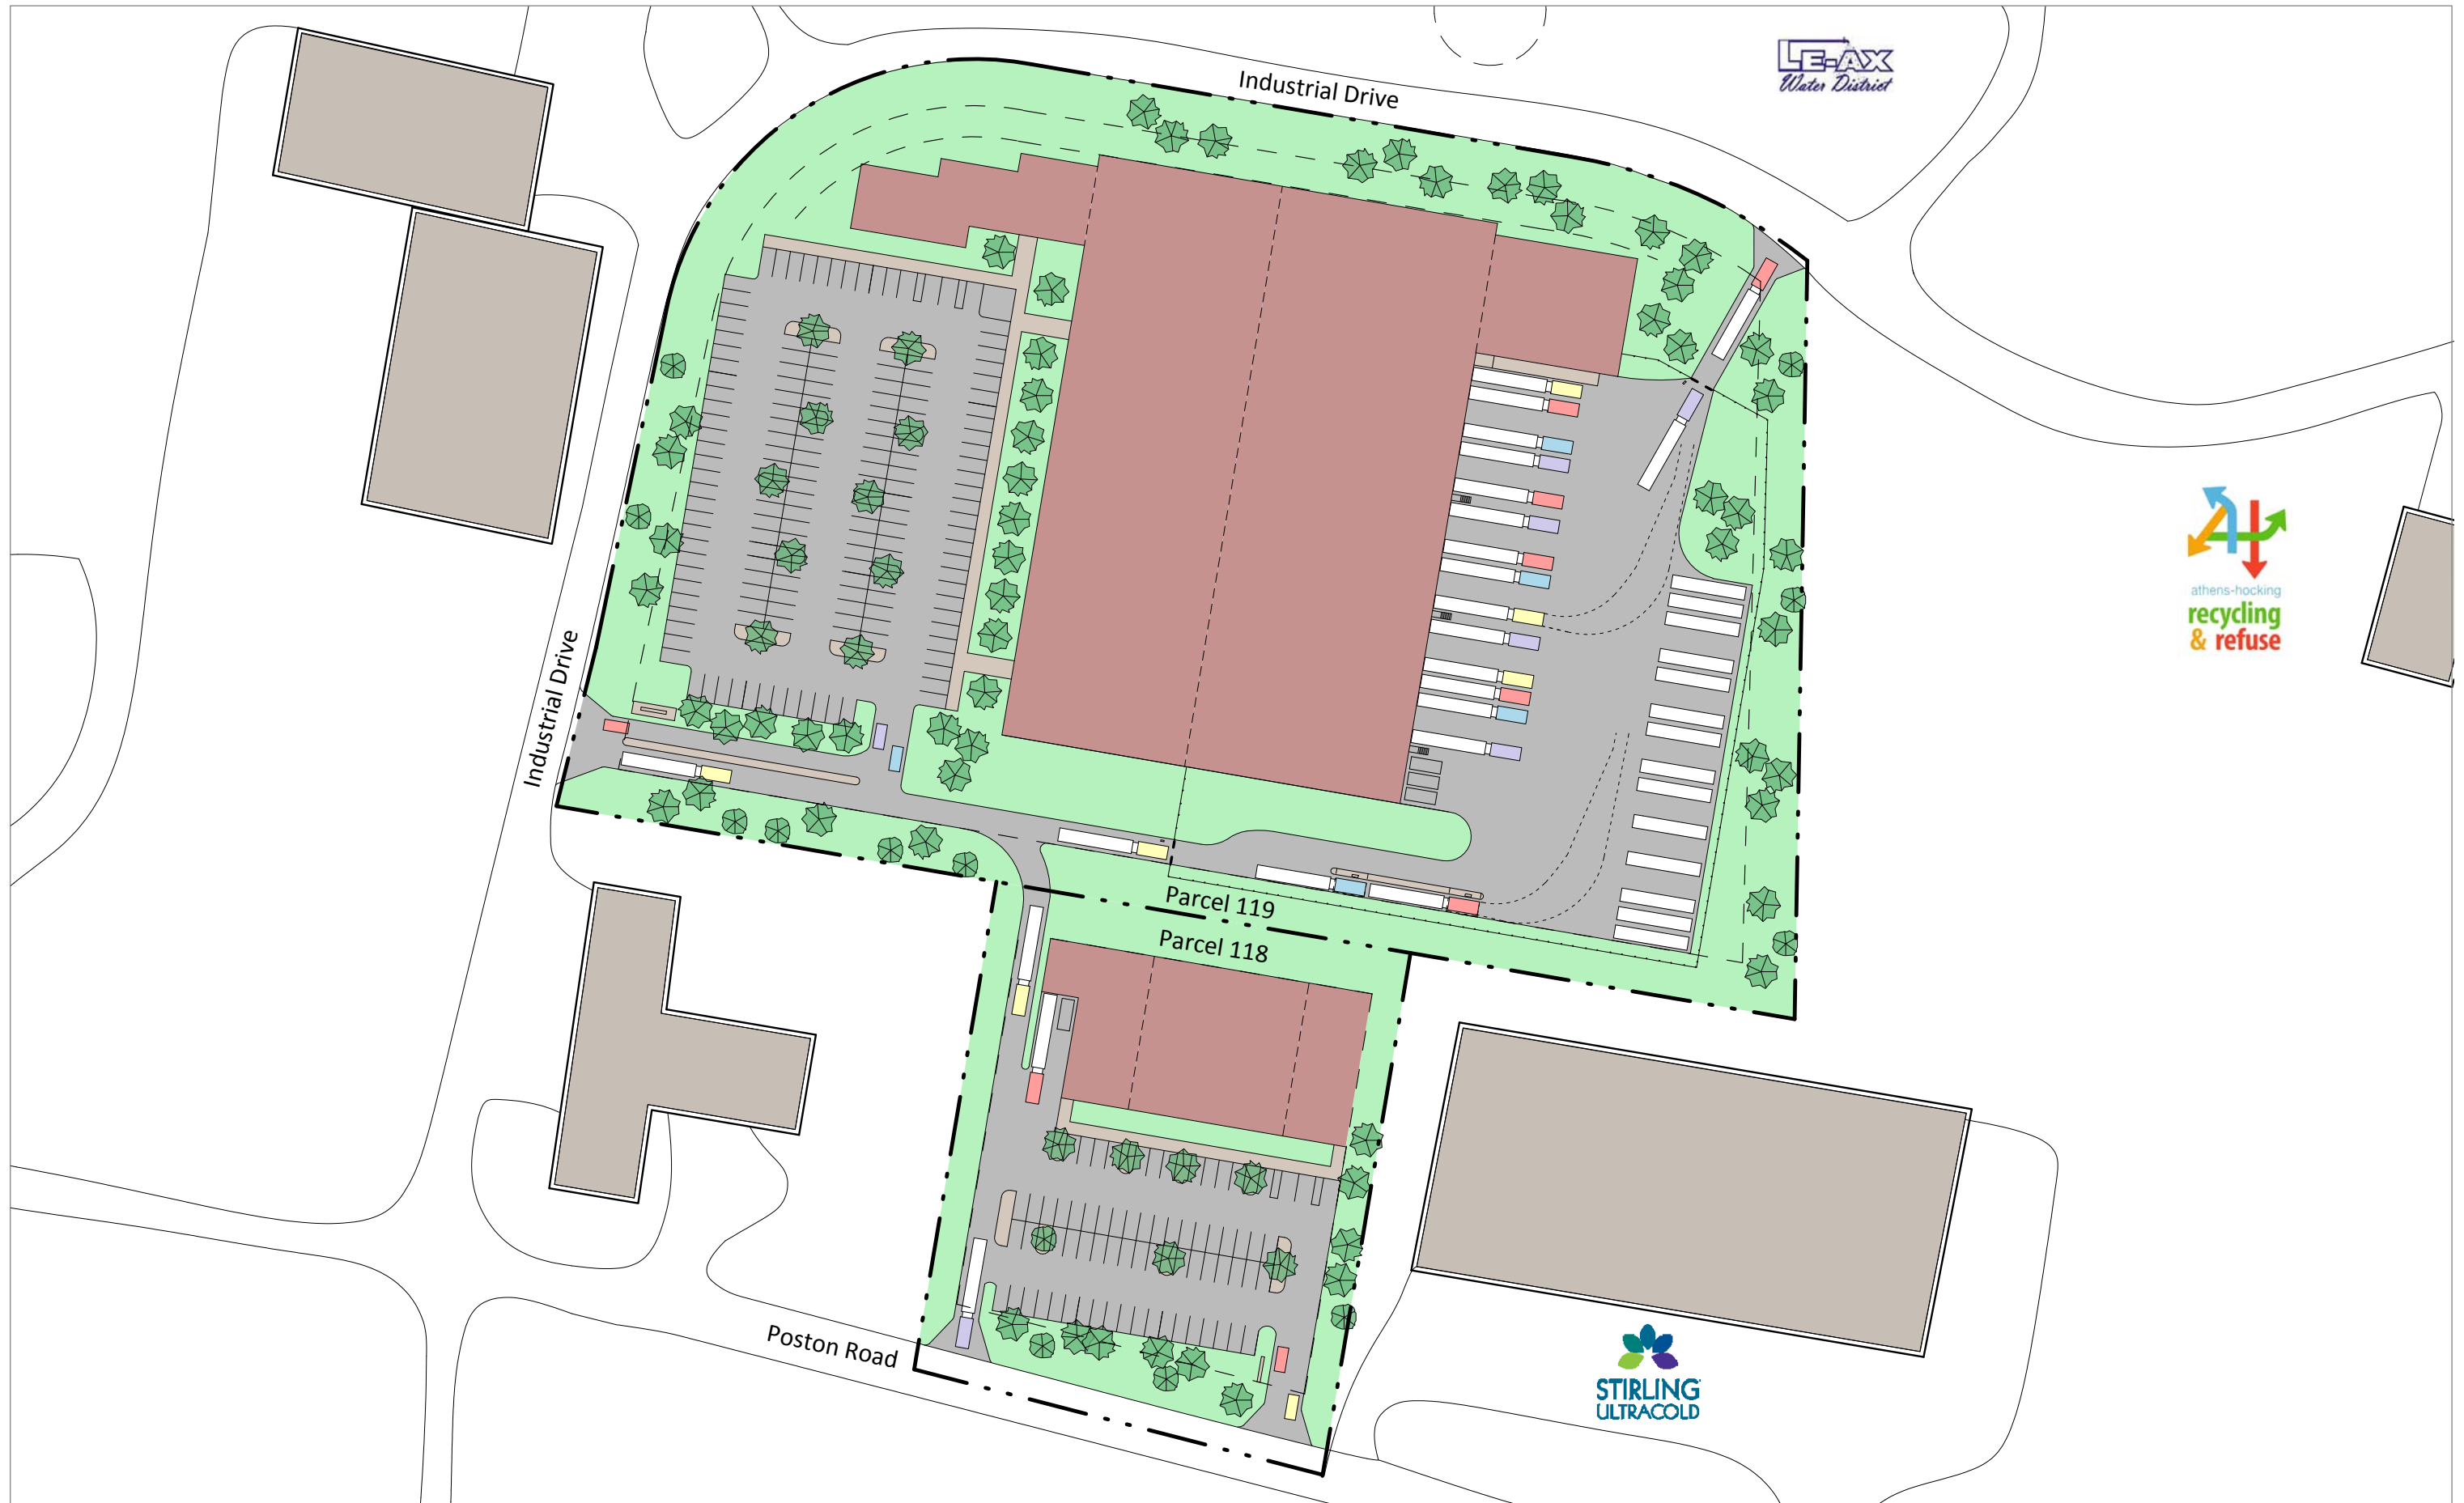 Industrial Drive
LE-AX
Water District
athens-hocking
recycling
& refuse
Industrial Drive
Parcel 119
Parcel 118
Poston Road
STIRLING
ULTRACOLD